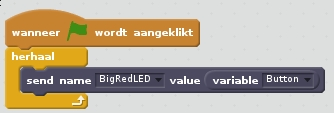 wanneer wordt aangeklikt
herhaal
send name BigRedLED value variable Button